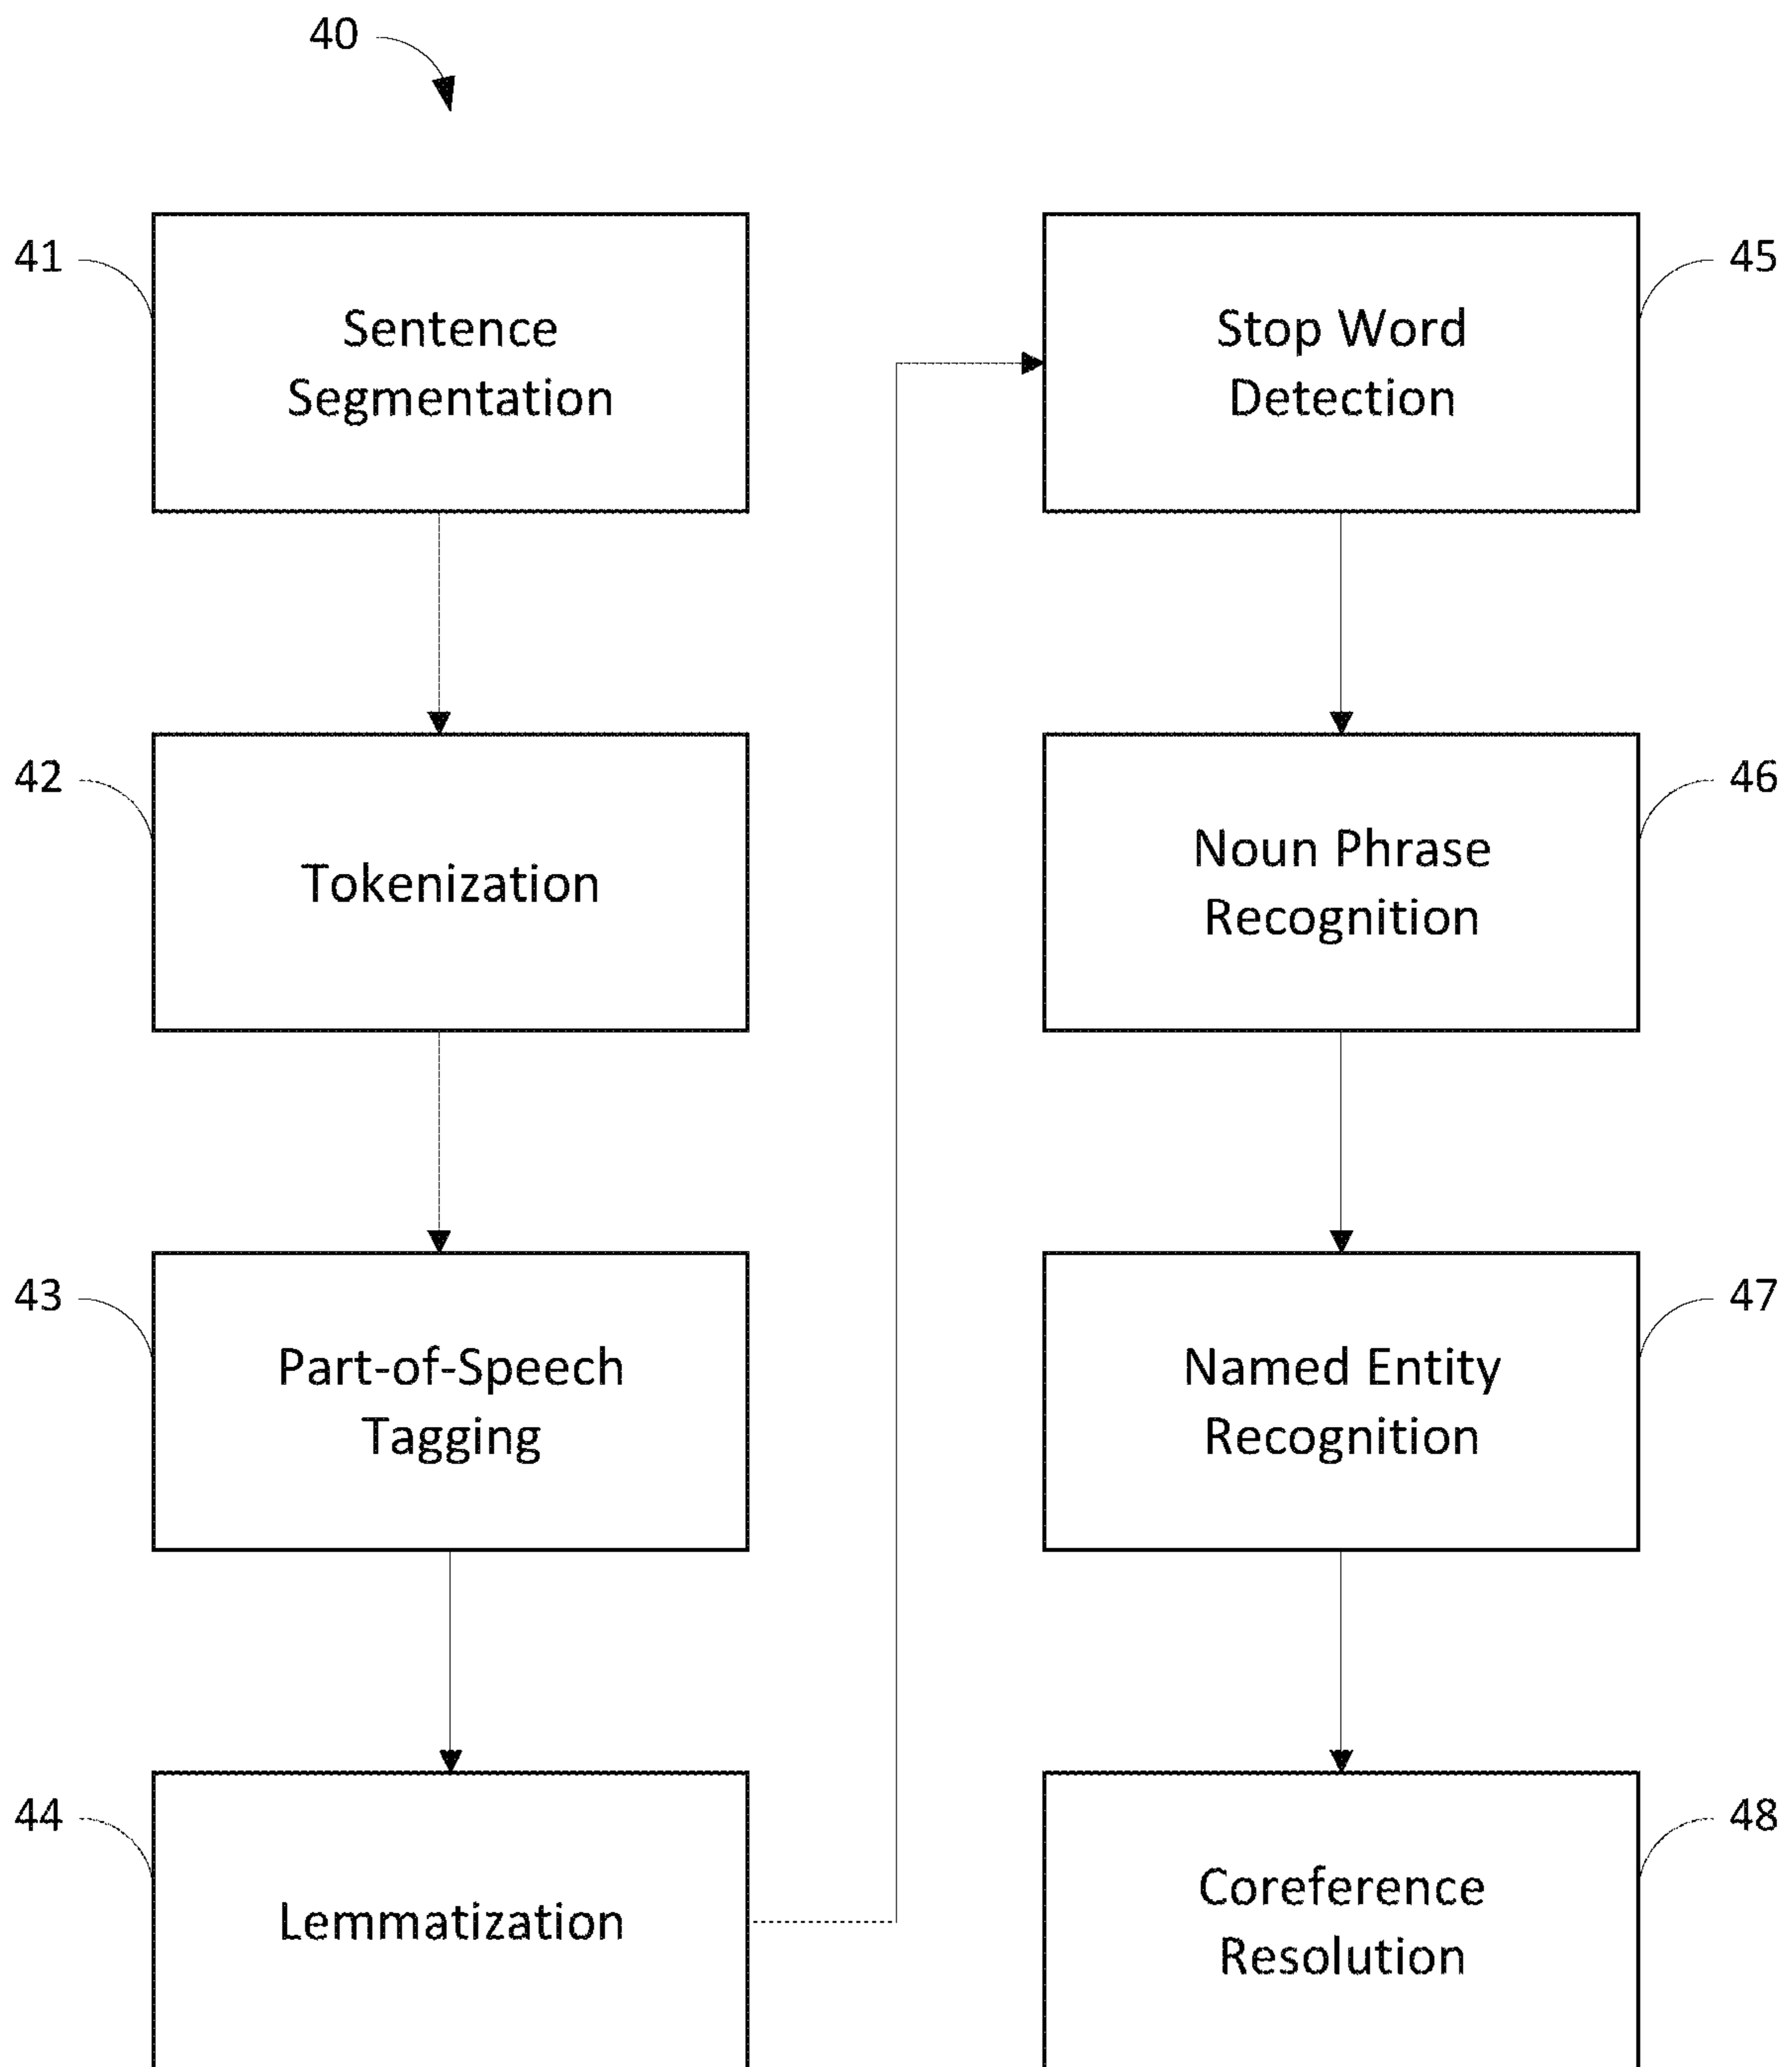 40
41
Sentence
Segmentation
42
Tokenization
43
Part-of-Speech
Tagging
44
Lemmatization
45
Stop Word
Detection
46
Noun Phrase
Recognition
47
Named Entity
Recognition
48
Coreference
Resolution